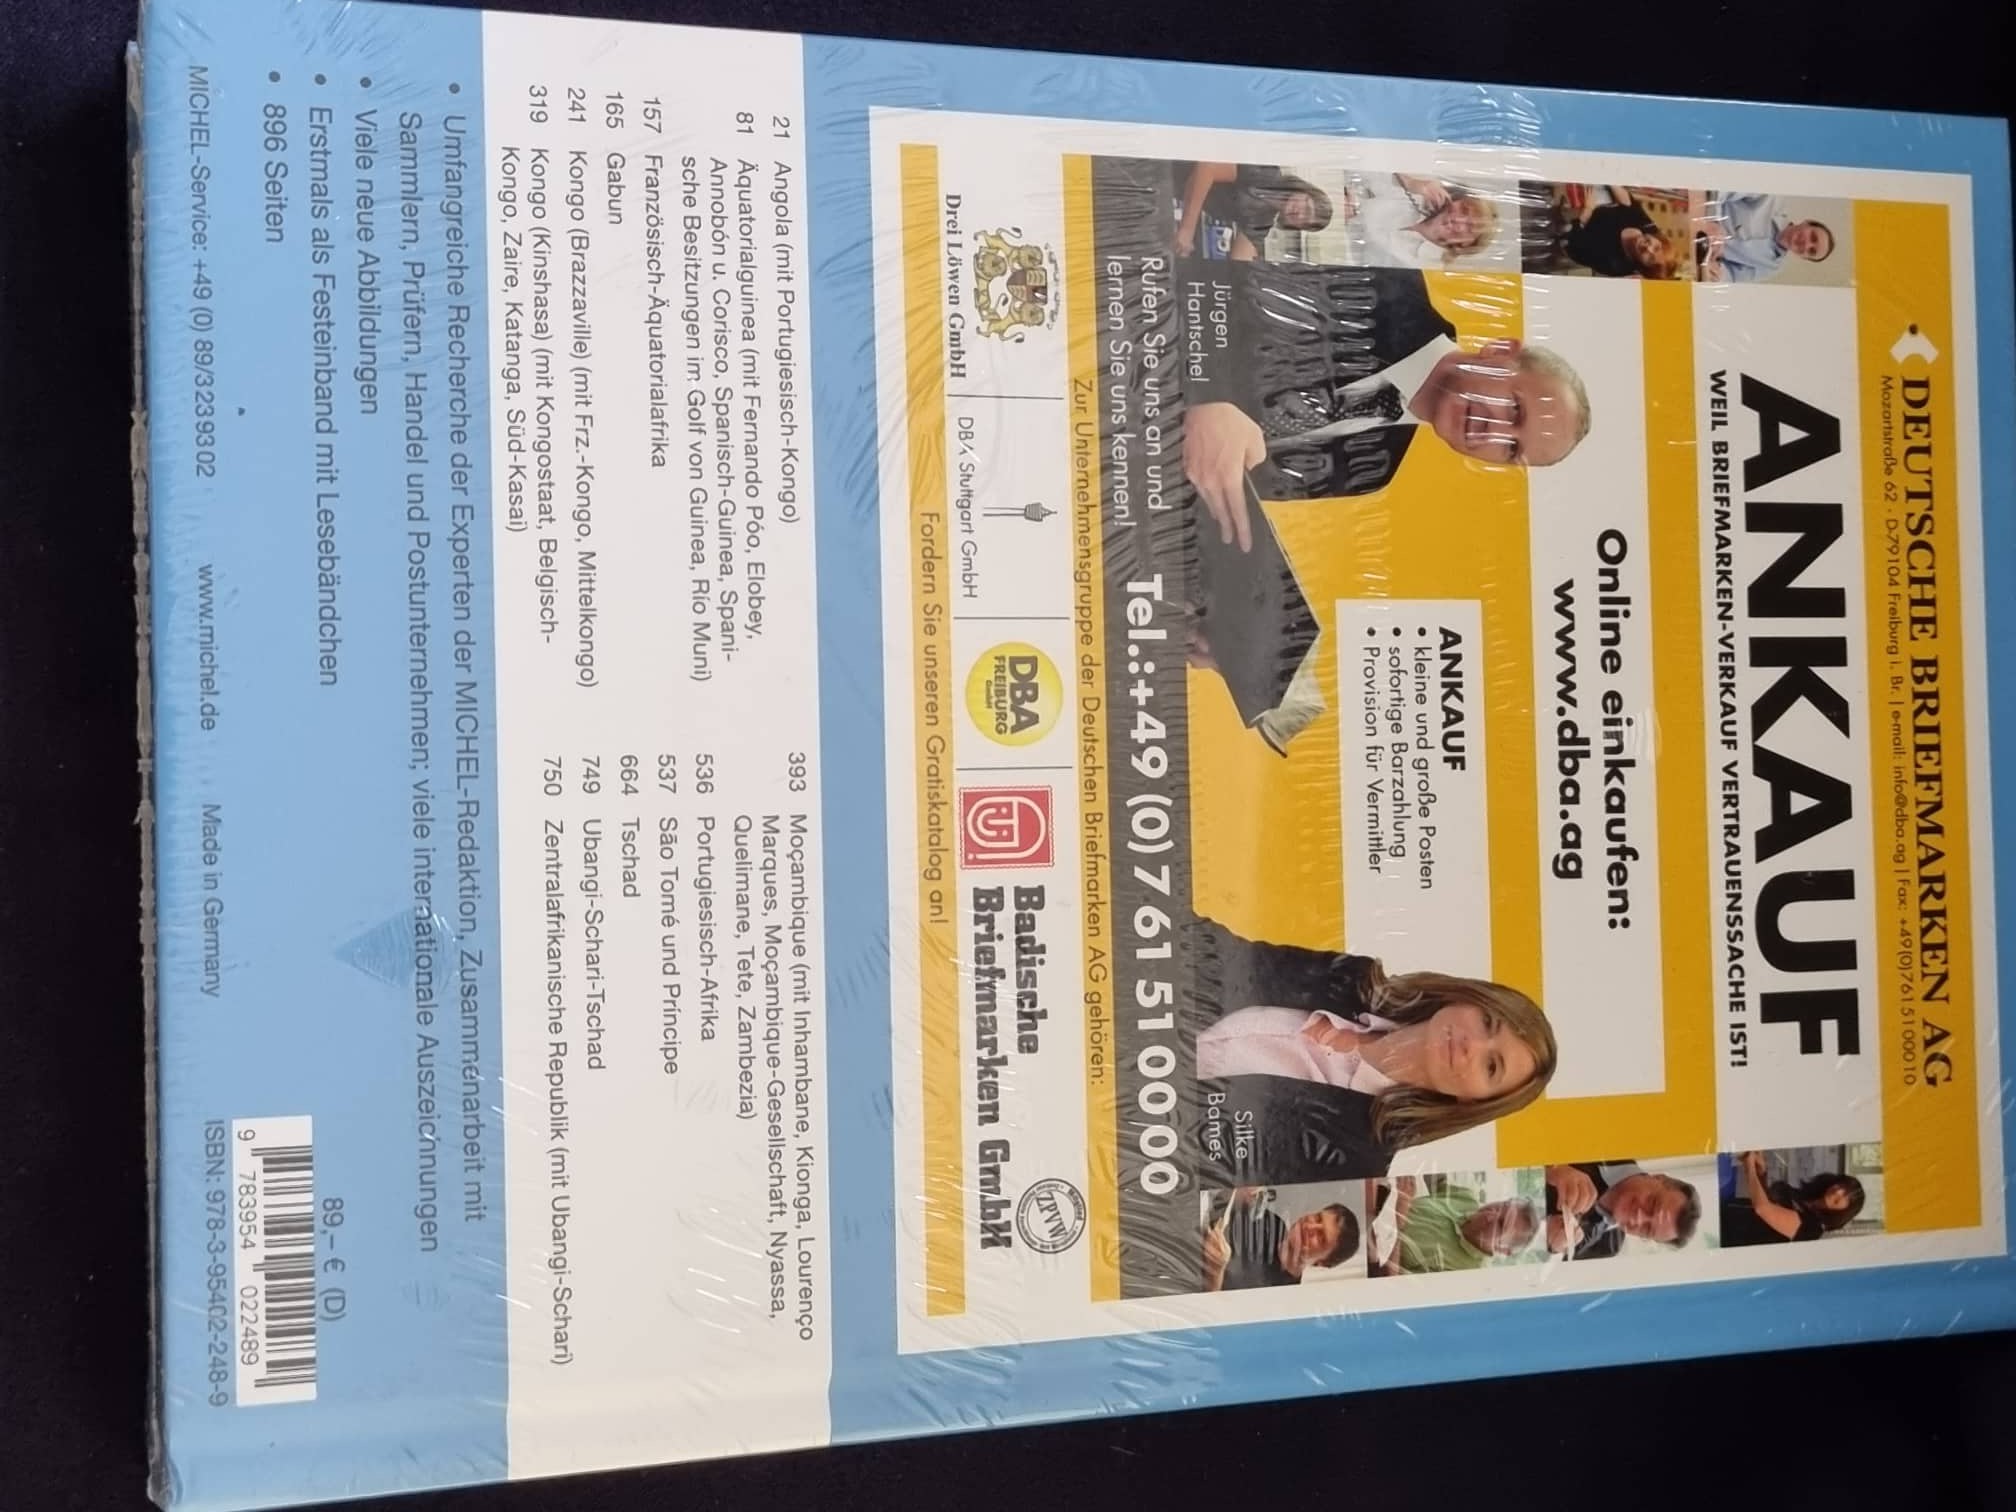 DEUTSCHE BRIEFMARKEN AG
Mozartstraße 62 · D-79104 Freiburg i. Br. | e-mail: info@dba.ag | Fax: +49(0)761 5100010
ANKAUF
WEIL BRIEFMARKEN-VERKAUF VERTRAUENSSACHE IST!
Online einkaufen:
www.dba.ag
ANKAUF
• kleine und große Posten
• sofortige Barzahlung
• Provision für Vermittler
Jürgen
Hantschel
Silke
Bames
Rufen Sie uns an und
lernen Sie uns kennen!
Tel.:+49 (0) 7 61 51 00 00
Zur Unternehmensgruppe der Deutschen Briefmarken AG gehören:
Drei Löwen GmbH
DBA Stuttgart GmbH
DBA
FREIBURG
GmbH
Badische
Briefmarken GmbH
ZPVW
Fordern Sie unseren Gratiskatalog an!
21 Angola (mit Portugiesisch-Kongo)
81 Äquatorialguinea (mit Fernando Póo, Elobey,
Annobón u. Corisco, Spanisch-Guinea, Spani-
sche Besitzungen im Golf von Guinea, Río Muni)
157 Französisch-Äquatorialafrika
165 Gabun
241 Kongo (Brazzaville) (mit Frz.-Kongo, Mittelkongo)
319 Kongo (Kinshasa) (mit Kongostaat, Belgisch-
Kongo, Zaire, Katanga, Süd-Kasai)
393 Moçambique (mit Inhambane, Kionga, Lourenço
Marques, Moçambique-Gesellschaft, Nyassa,
Quelimane, Tete, Zambezia)
536 Portugiesisch-Afrika
537 São Tomé und Príncipe
664 Tschad
749 Ubangi-Schari-Tschad
750 Zentralafrikanische Republik (mit Ubangi-Schari)
• Umfangreiche Recherche der Experten der MICHEL-Redaktion, Zusammenarbeit mit
Sammlern, Prüfern, Handel und Postunternehmen; viele internationale Auszeichnungen
• Viele neue Abbildungen
• Erstmals als Festeinband mit Lesebändchen
• 896 Seiten
89,– € (D)
9 783954 022489
MICHEL-Service: +49 (0) 89/3239302 www.michel.de Made in Germany ISBN: 978-3-95402-248-9